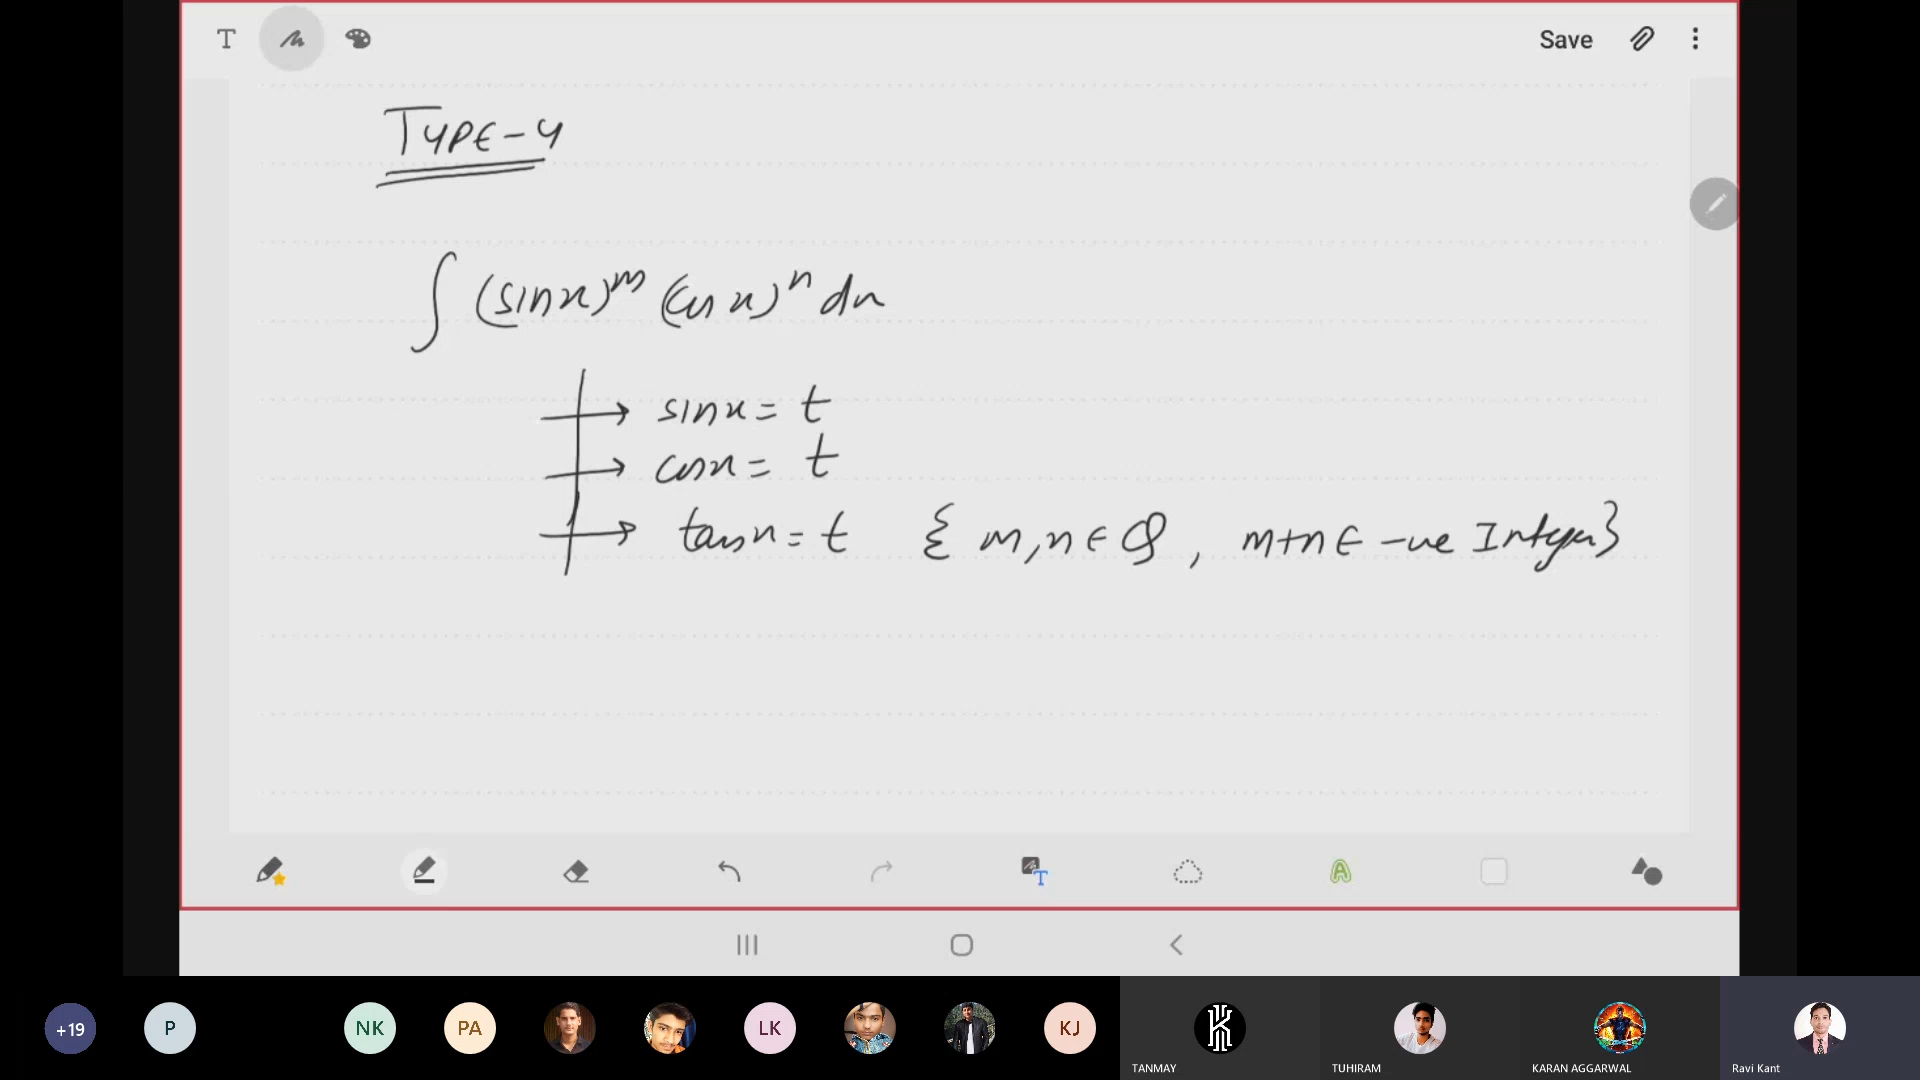 T
Save
TYPE-4
∫ (sinx)^m (cosx)^n dx
→ sinx = t
→ cosx = t
→ tanx = t { m,n ∈ Q , m+n ∈ -ve Integer}
T
A
+19
P
NK
PA
LK
KJ
TANMAY
TUHIRAM
KARAN AGGARWAL
Ravi Kant